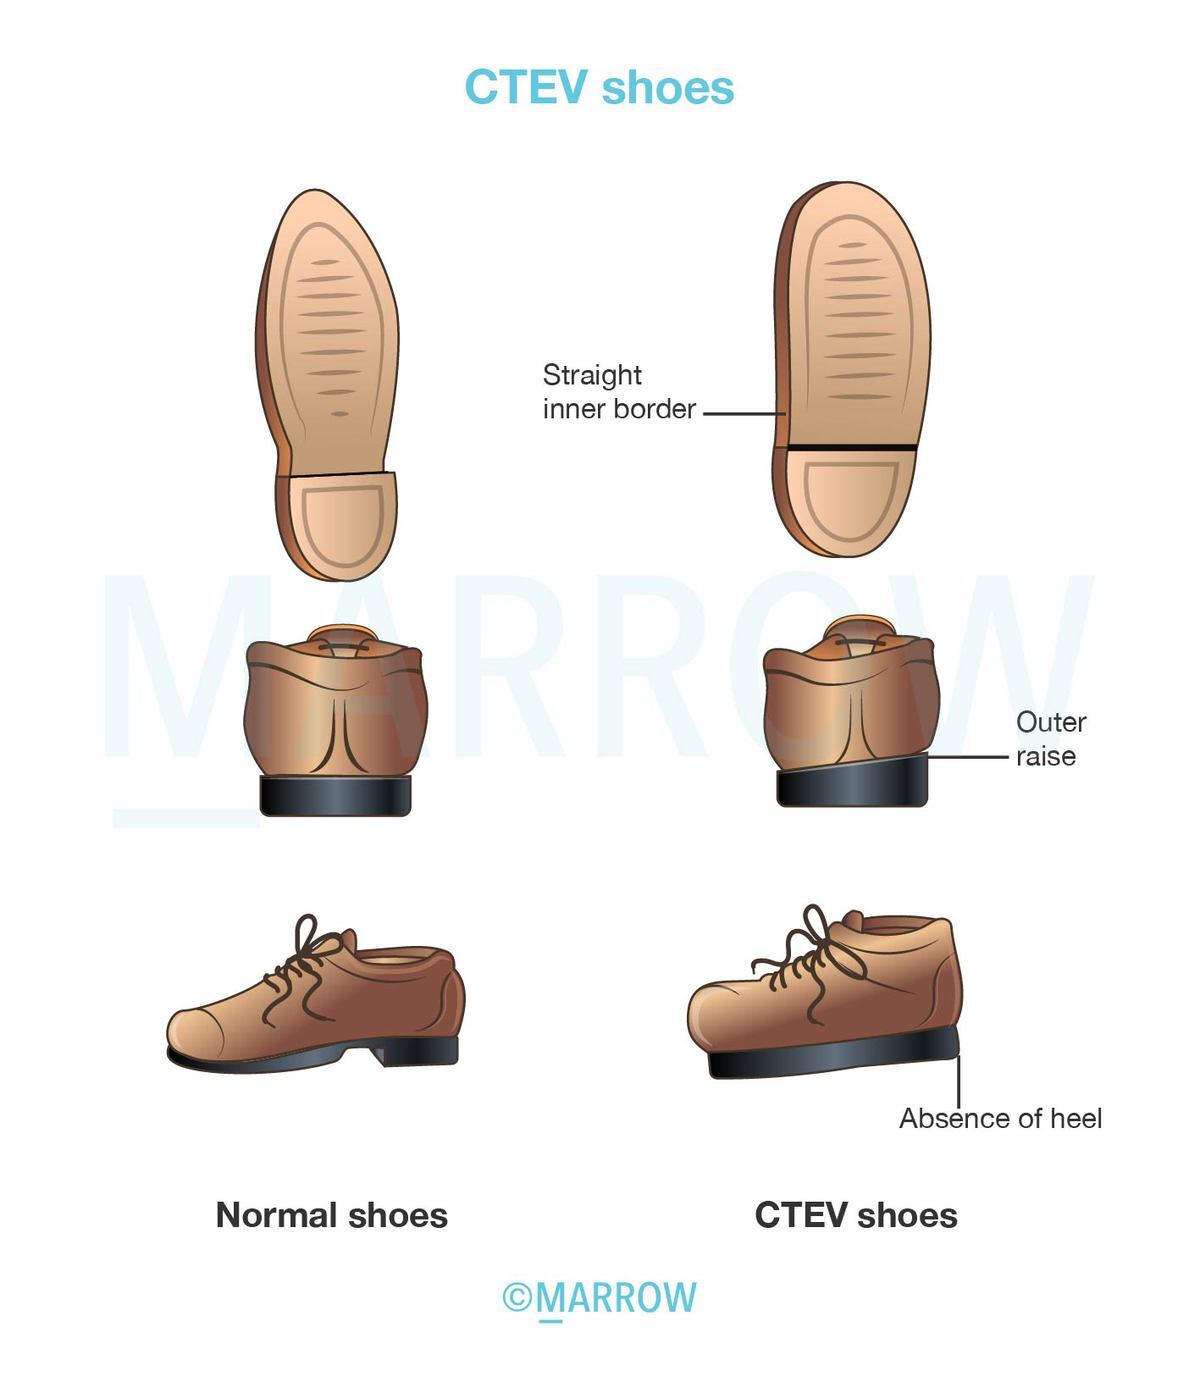 CTEV shoes
Straight
inner border
MARROW
Outer
raise
Absence of heel
Normal shoes
CTEV shoes
©MARROW